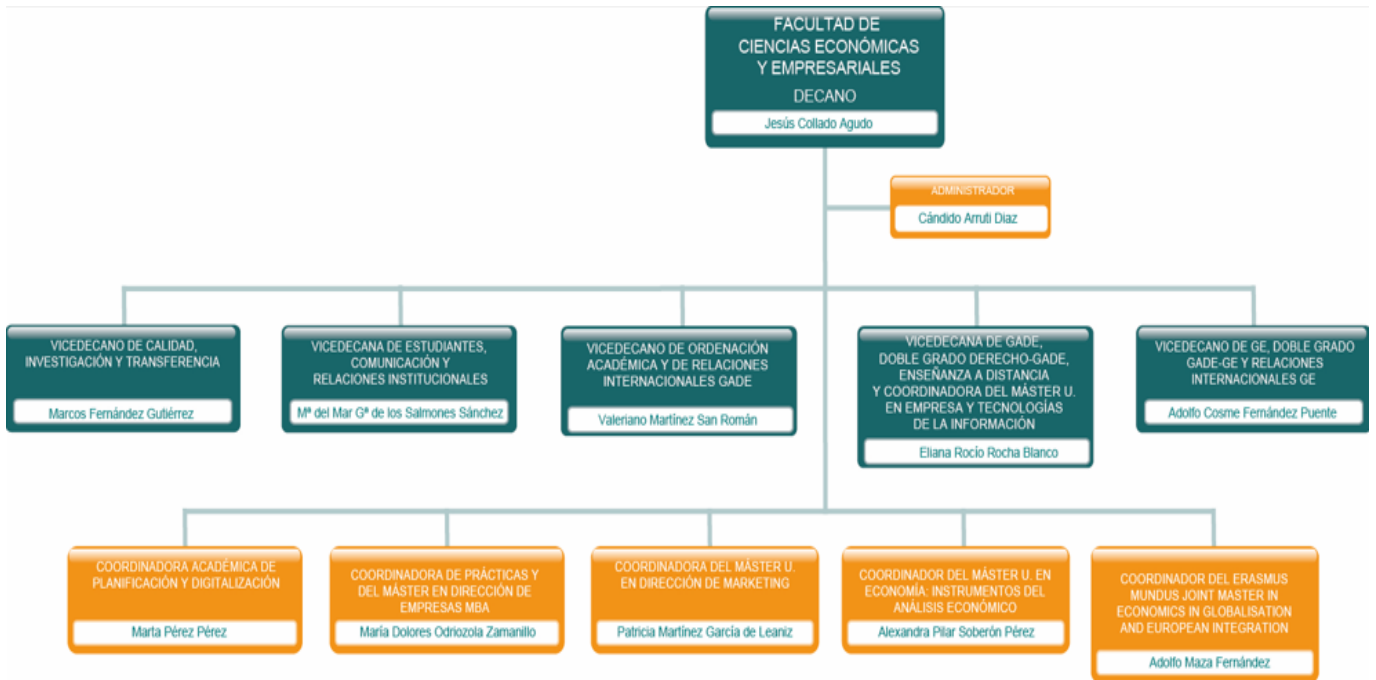 FACULTAD DE
CIENCIAS ECONÓMICAS
Y EMPRESARIALES
DECANO
Jesús Collado Agudo
ADMINISTRADOR
Cándido Arruti Diaz
VICEDECANO DE CALIDAD,
INVESTIGACIÓN Y TRANSFERENCIA
Marcos Fernández Gutiérrez
VICEDECANA DE ESTUDIANTES,
COMUNICACIÓN Y
RELACIONES INSTITUCIONALES
Mª del Mar Gª de los Salmones Sánchez
VICEDECANO DE ORDENACIÓN
ACADÉMICA Y DE RELACIONES
INTERNACIONALES GADE
Valeriano Martínez San Román
VICEDECANA DE GADE,
DOBLE GRADO DERECHO-GADE,
ENSEÑANZA A DISTANCIA
Y COORDINADORA DEL MÁSTER U.
EN EMPRESA Y TECNOLOGÍAS
DE LA INFORMACIÓN
Eliana Rocío Rocha Blanco
VICEDECANO DE GE, DOBLE GRADO
GADE-GE Y RELACIONES
INTERNACIONALES GE
Adolfo Cosme Fernández Puente
COORDINADORA ACADÉMICA DE
PLANIFICACIÓN Y DIGITALIZACIÓN
Marta Pérez Pérez
COORDINADORA DE PRÁCTICAS Y
DEL MÁSTER EN DIRECCIÓN DE
EMPRESAS MBA
María Dolores Odriozola Zamanillo
COORDINADORA DEL MÁSTER U.
EN DIRECCIÓN DE MARKETING
Patricia Martínez García de Leaniz
COORDINADOR DEL MÁSTER U. EN
ECONOMÍA: INSTRUMENTOS DEL
ANÁLISIS ECONÓMICO
Alexandra Pilar Soberón Pérez
COORDINADOR DEL ERASMUS
MUNDUS JOINT MASTER IN
ECONOMICS IN GLOBALISATION
AND EUROPEAN INTEGRATION
Adolfo Maza Fernández